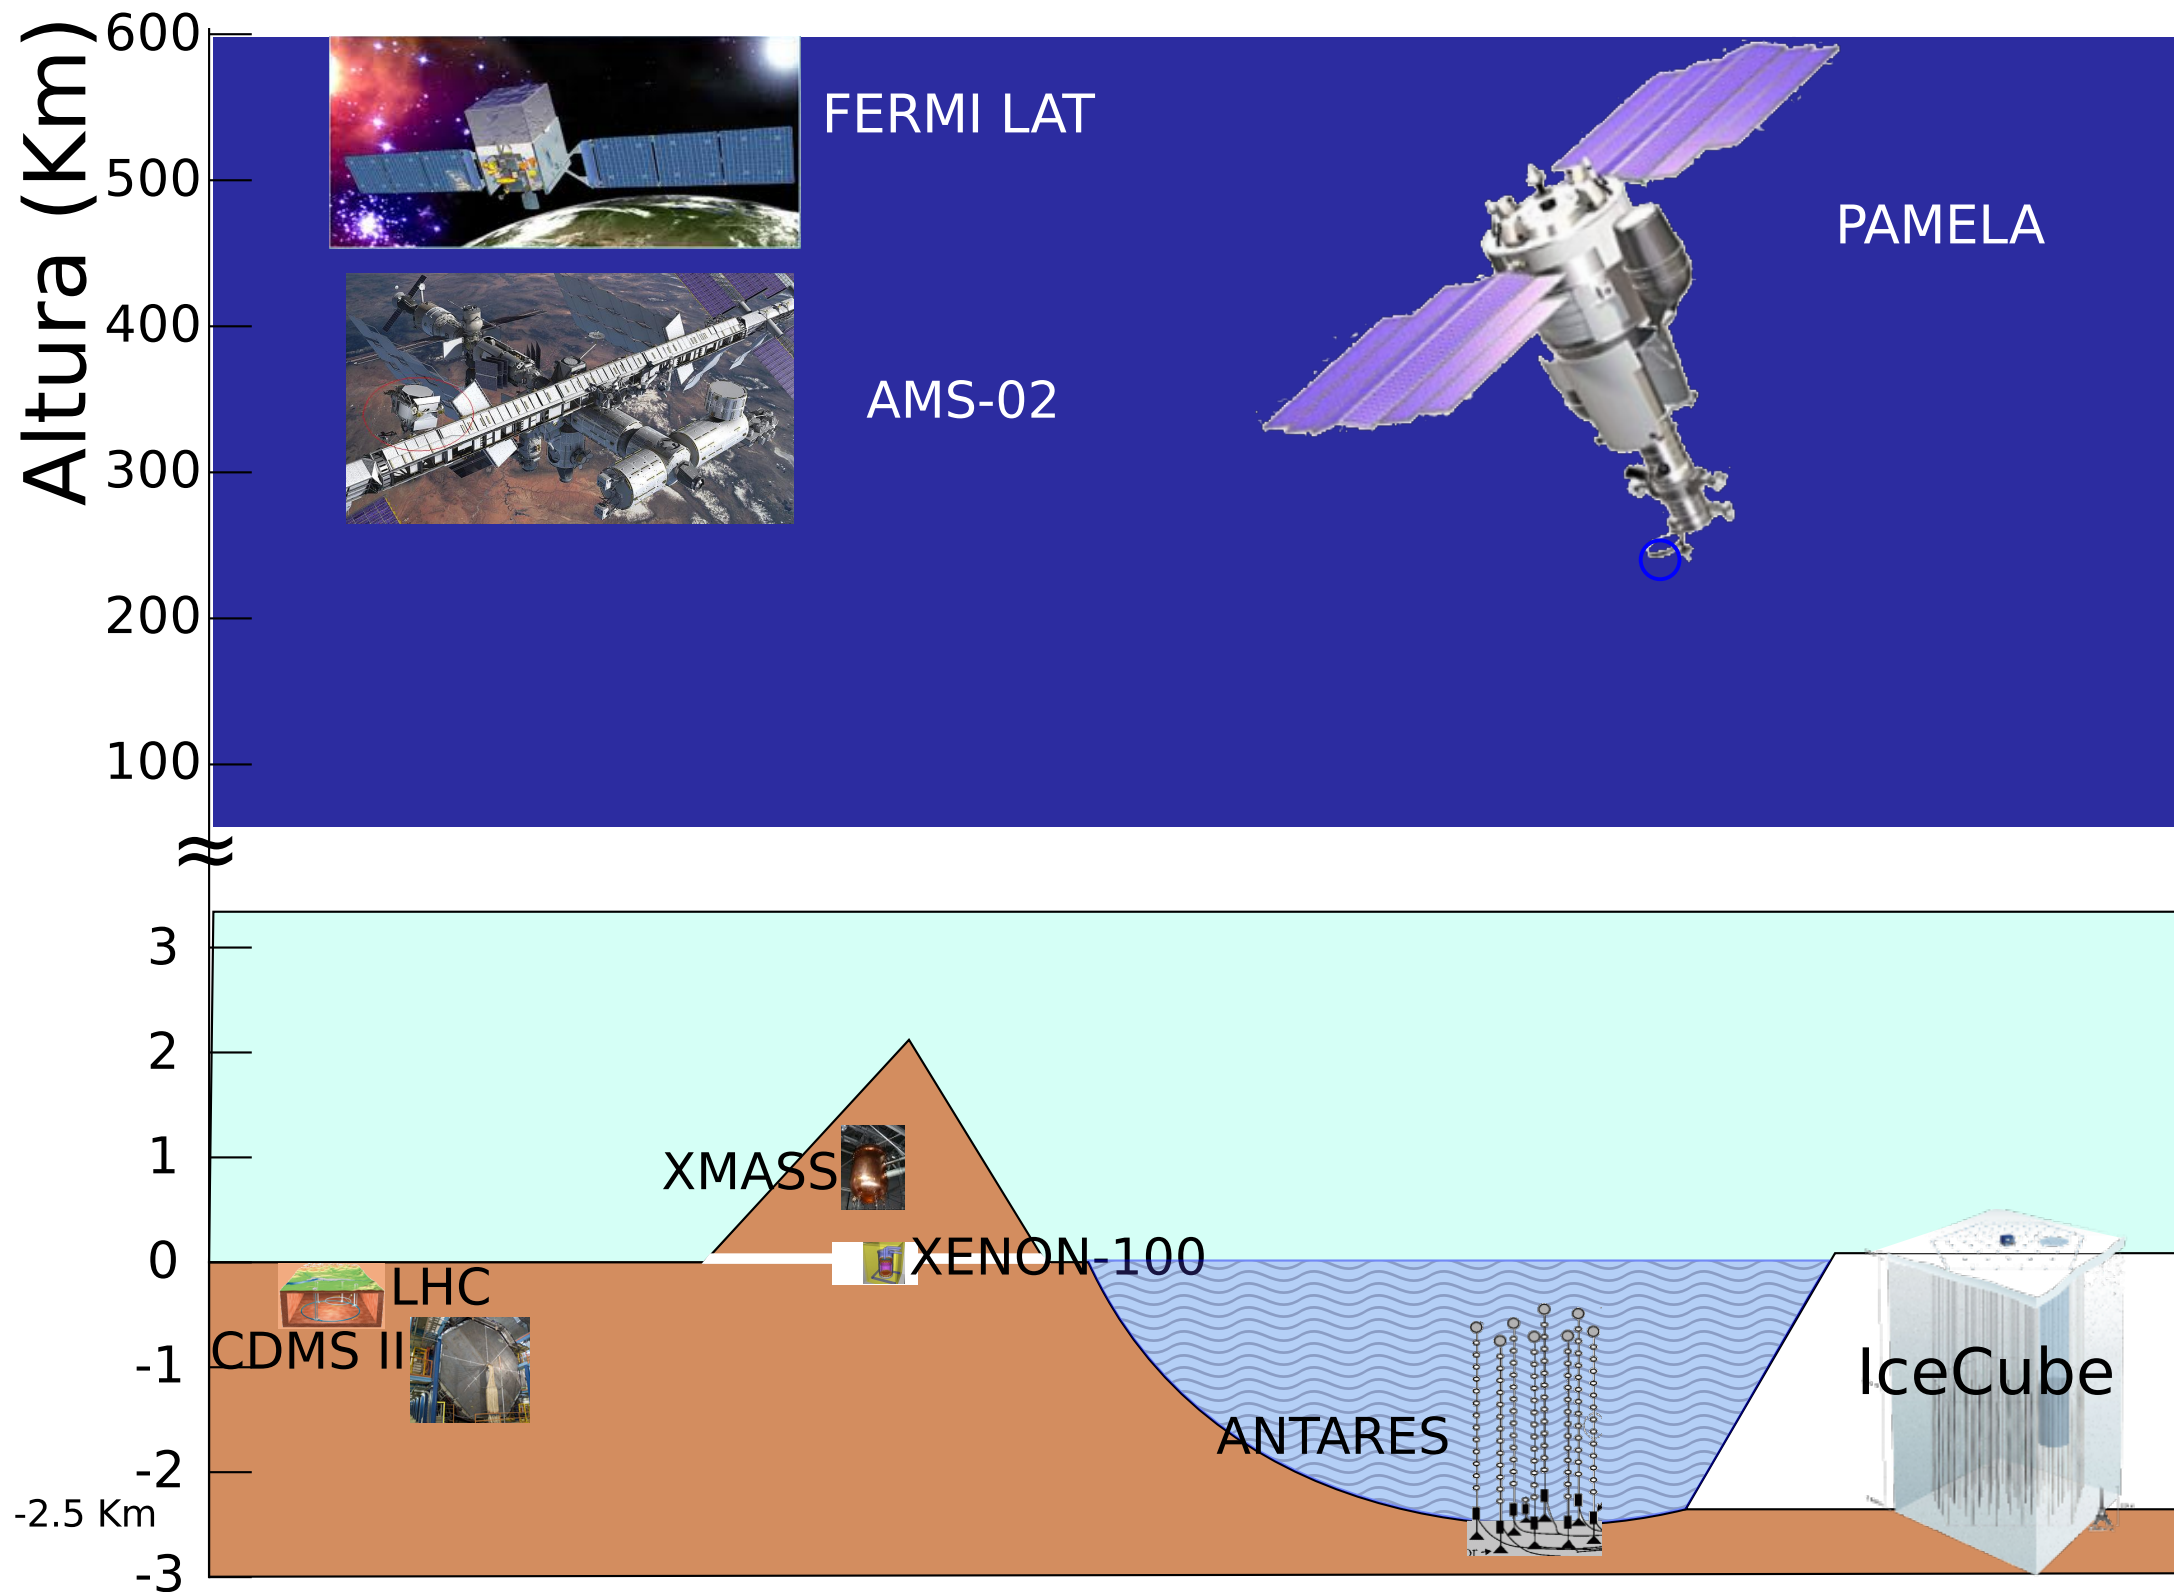 Altura (Km)
600
500
400
300
200
100
FERMI LAT
PAMELA
AMS-02
≈
3
2
1
0
-1
-2
-2.5 Km
-3
XMASS
XENON-100
LHC
CDMS II
ANTARES
IceCube